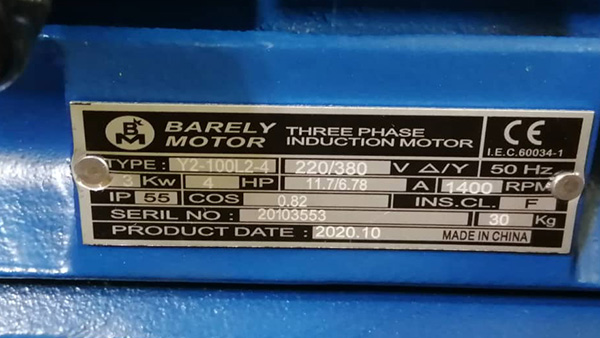 BM
BARELY MOTOR
THREE PHASE INDUCTION MOTOR
CE
I.E.C.60034-1
TYPE : Y2-100L2-4 220/380 V △/Y 50 Hz
3 Kw 4 HP 11.7/6.78 A 1400 RPM
IP 55 COS 0.82 INS.CL. F
SERIL NO : 20103553 30 Kg
PRODUCT DATE : 2020.10 MADE IN CHINA